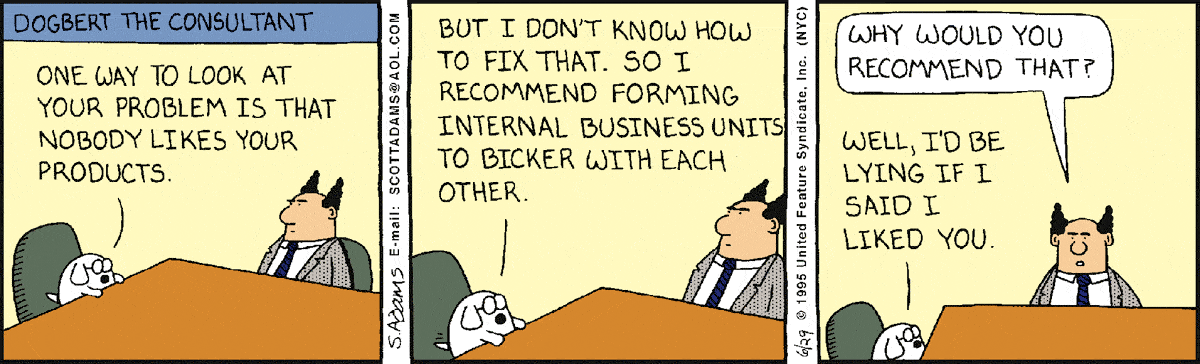 DOGBERT THE CONSULTANT
ONE WAY TO LOOK AT
YOUR PROBLEM IS THAT
NOBODY LIKES YOUR
PRODUCTS.
S.ADAMS E-mail: SCOTTADAMS@AOL.COM
BUT I DON'T KNOW HOW
TO FIX THAT. SO I
RECOMMEND FORMING
INTERNAL BUSINESS UNITS
TO BICKER WITH EACH
OTHER.
6/29 © 1995 United Feature Syndicate, Inc. (NYC)
WHY WOULD YOU
RECOMMEND THAT?
WELL, I'D BE
LYING IF I
SAID I
LIKED YOU.